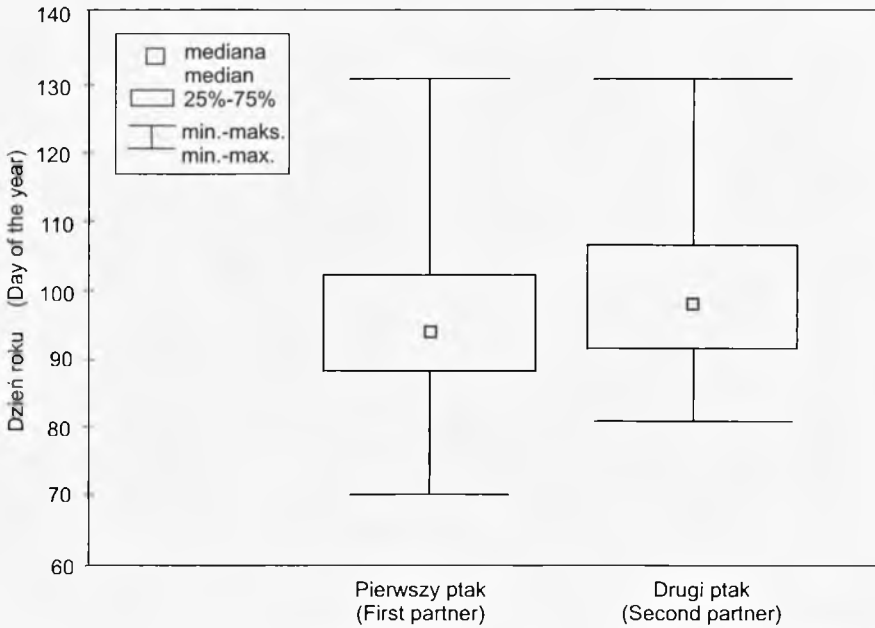 140
130
120
110
100
90
80
70
60
Dzień roku (Day of the year)
mediana
median
25%-75%
min.-maks.
min.-max.
Pierwszy ptak
(First partner)
Drugi ptak
(Second partner)